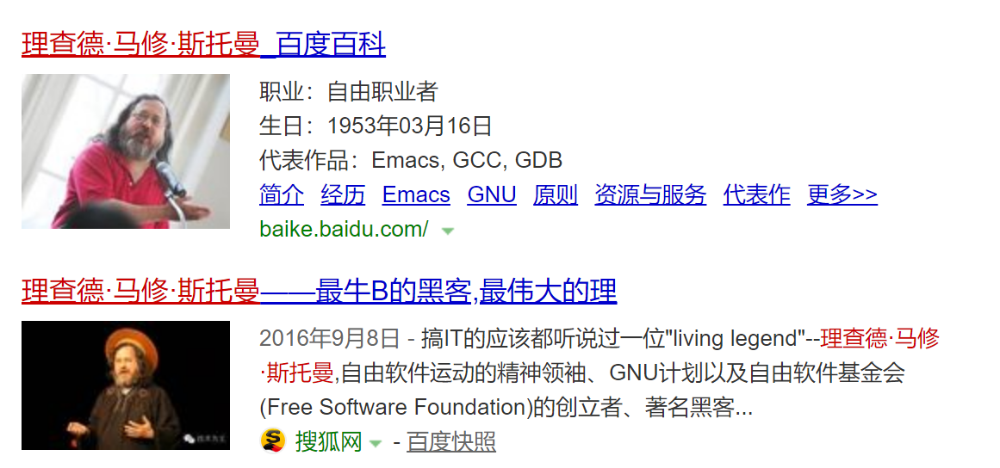 理查德·马修·斯托曼_百度百科
职业：自由职业者
生日：1953年03月16日
代表作品：Emacs, GCC, GDB
简介 经历 Emacs GNU 原则 资源与服务 代表作 更多>>
baike.baidu.com/
理查德·马修·斯托曼——最牛B的黑客,最伟大的理
2016年9月8日 - 搞IT的应该都听说过一位"living legend"--理查德·马修
·斯托曼,自由软件运动的精神领袖、GNU计划以及自由软件基金会
(Free Software Foundation)的创立者、著名黑客...
搜狐网 - 百度快照